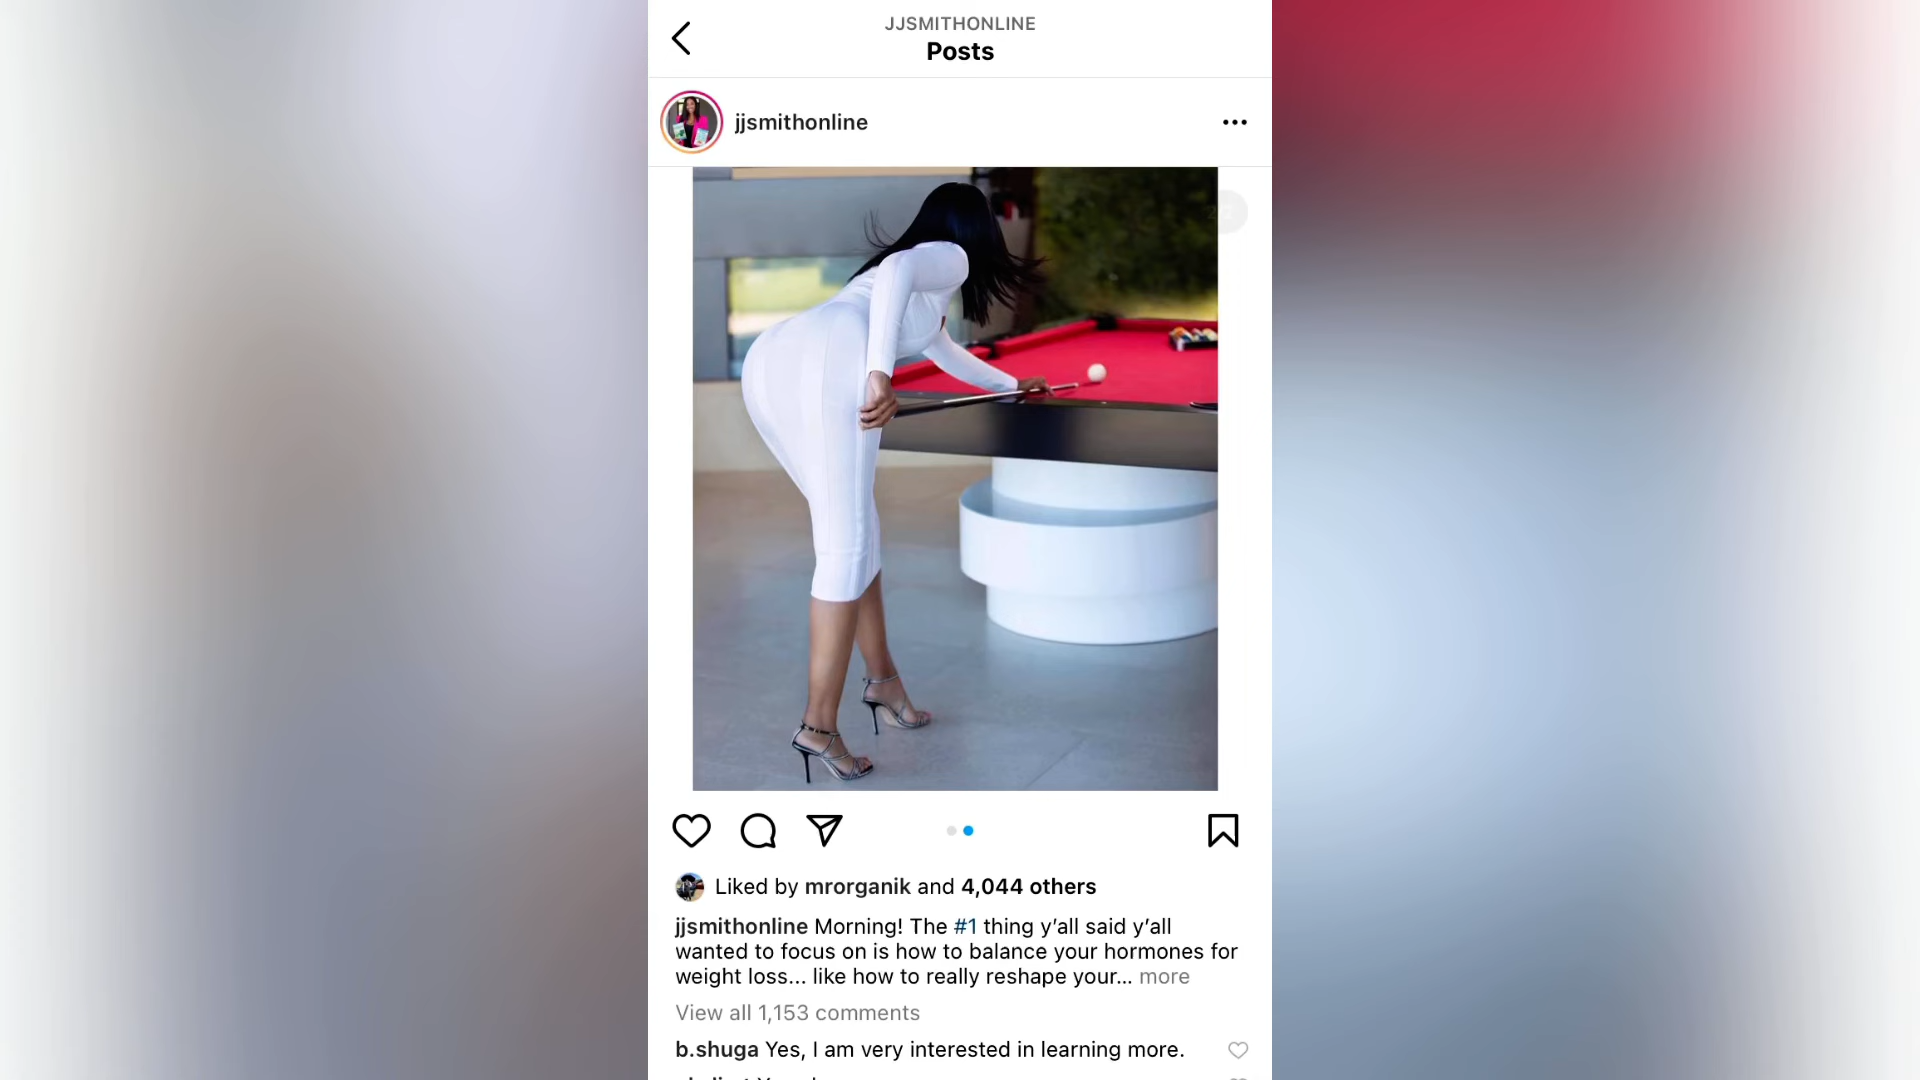 JJSMITHONLINE
Posts
jjsmithonline
Liked by mrorganik and 4,044 others
jjsmithonline Morning! The #1 thing y’all said y’all
wanted to focus on is how to balance your hormones for
weight loss... like how to really reshape your... more
View all 1,153 comments
b.shuga Yes, I am very interested in learning more.